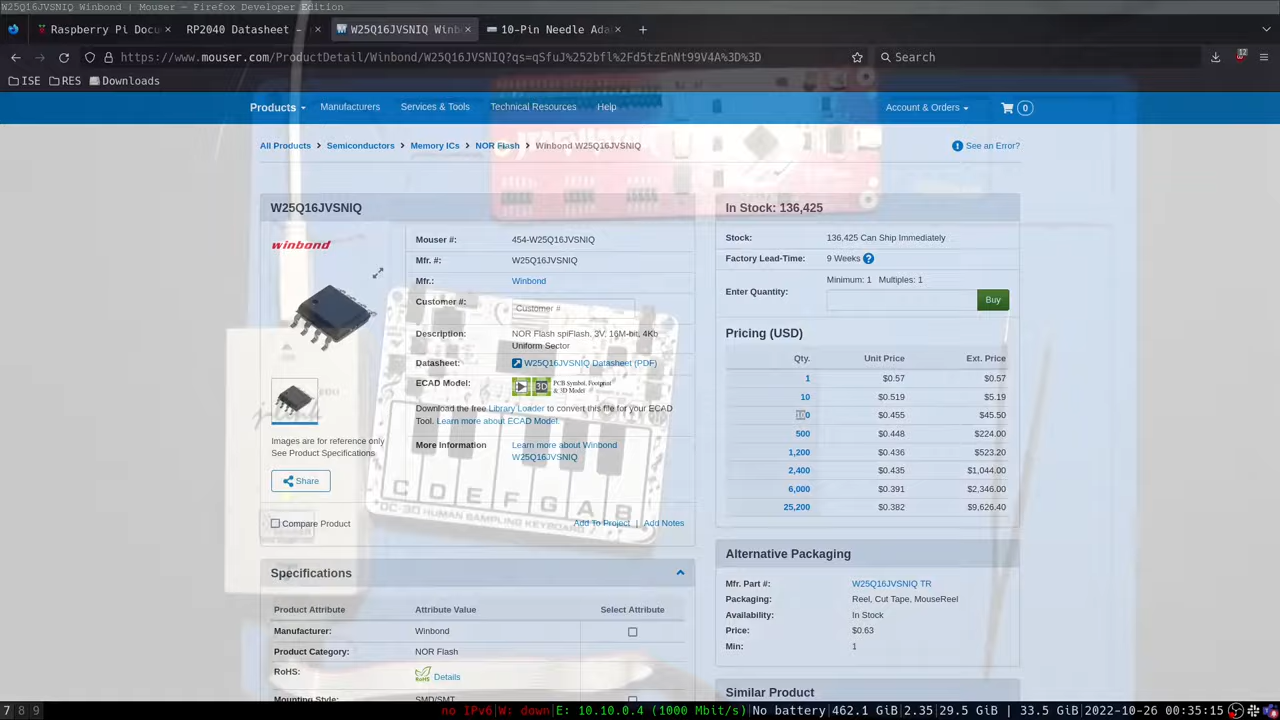 W25Q16JVSNIQ Winbond | Mouser — Firefox Developer Edition
Raspberry Pi Docu
RP2040 Datasheet -
W25Q16JVSNIQ Winb
10-Pin Needle Ada
https://www.mouser.com/ProductDetail/Winbond/W25Q16JVSNIQ?qs=qSfuJ%252bfl%2Fd5tzEnNt99V4A%3D%3D
Search
12
ISE
RES
Downloads
Products
Manufacturers
Services & Tools
Technical Resources
Help
Account & Orders
0
All Products > Semiconductors > Memory ICs > NOR Flash > Winbond W25Q16JVSNIQ
See an Error?
W25Q16JVSNIQ
winbond
Images are for reference only
See Product Specifications
Share
Compare Product
Mouser #: 454-W25Q16JVSNIQ
Mfr. #: W25Q16JVSNIQ
Mfr.: Winbond
Customer #: Customer #
Description: NOR Flash spiFlash, 3V, 16M-bit, 4Kb
Uniform Sector
Datasheet: W25Q16JVSNIQ Datasheet (PDF)
ECAD Model: 3D PCB Symbol, Footprint
& 3D Model
Download the free Library Loader to convert this file for your ECAD
Tool. Learn more about ECAD Model.
More Information Learn more about Winbond
W25Q16JVSNIQ
C D E F G A B
DC-30 HUMAN SAMPLING KEYBOARD
Add To Project | Add Notes
Specifications
Product Attribute Attribute Value Select Attribute
Manufacturer: Winbond
Product Category: NOR Flash
RoHS: RoHS Details
Mounting Style: SMD/SMT
In Stock: 136,425
Stock: 136,425 Can Ship Immediately
Factory Lead-Time: 9 Weeks ?
Minimum: 1 Multiples: 1
Enter Quantity: Buy
Pricing (USD)
Qty. Unit Price Ext. Price
1 $0.57 $0.57
10 $0.519 $5.19
100 $0.455 $45.50
500 $0.448 $224.00
1,200 $0.436 $523.20
2,400 $0.435 $1,044.00
6,000 $0.391 $2,346.00
25,200 $0.382 $9,626.40
Alternative Packaging
Mfr. Part #: W25Q16JVSNIQ TR
Packaging: Reel, Cut Tape, MouseReel
Availability: In Stock
Price: $0.63
Min: 1
Similar Product
7 8 9
no IPv6|W: down|E: 10.10.0.4 (1000 Mbit/s)|No battery|462.1 GiB|2.35|29.5 GiB | 33.5 GiB|2022-10-26 00:35:15